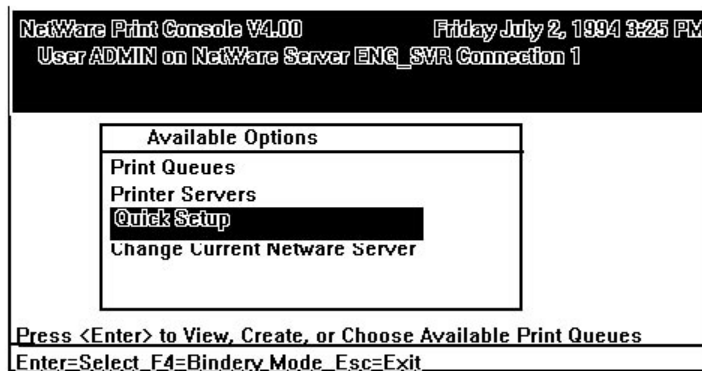 NetWare Print Console V4.00 Friday July 2, 1994 3:25 PM
User ADMIN on NetWare Server ENG_SVR Connection 1
Available Options
Print Queues
Printer Servers
Quick Setup
Change Current Netware Server
Press <Enter> to View, Create, or Choose Available Print Queues
Enter=Select F4=Bindery Mode Esc=Exit